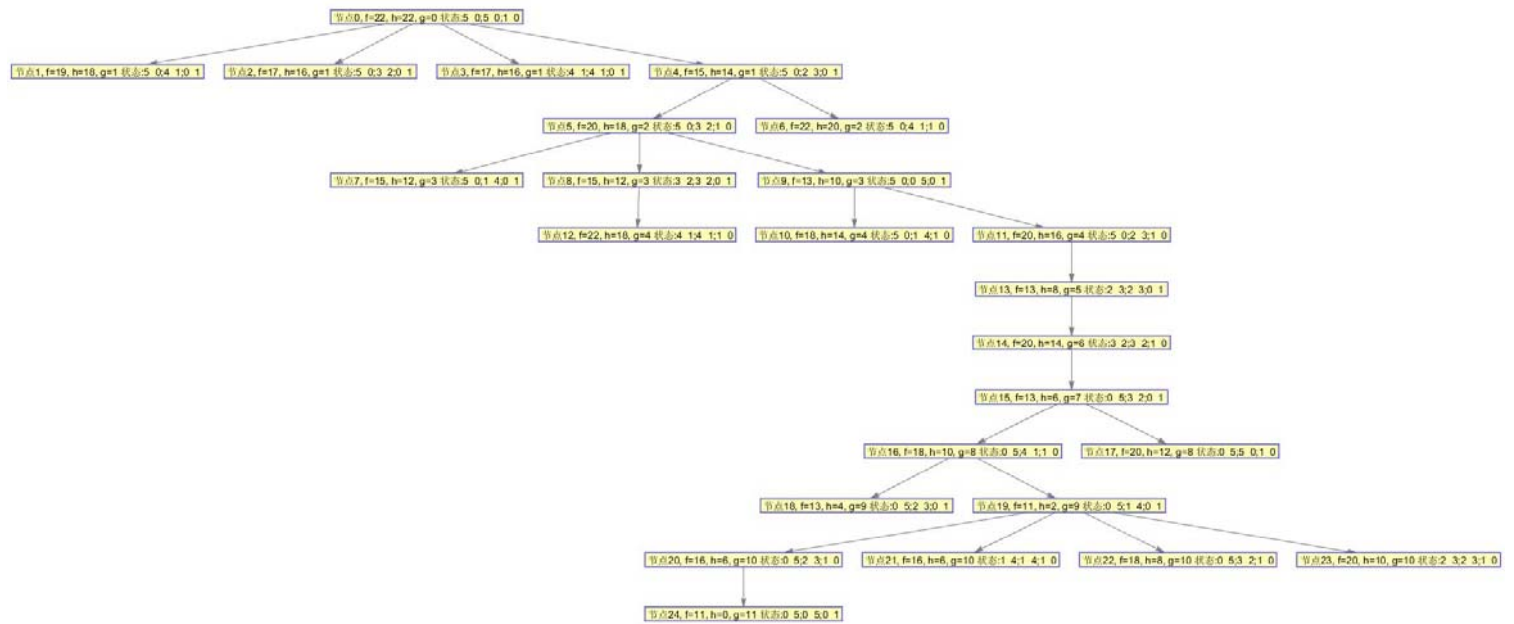 节点0, f=22, h=22, g=0 状态:5 0;5 0;1 0
节点1, f=19, h=18, g=1 状态:5 0;4 1;0 1
节点2, f=17, h=16, g=1 状态:5 0;3 2;0 1
节点3, f=17, h=16, g=1 状态:4 1;4 1;0 1
节点4, f=15, h=14, g=1 状态:5 0;2 3;0 1
节点5, f=20, h=18, g=2 状态:5 0;3 2;1 0
节点6, f=22, h=20, g=2 状态:5 0;4 1;1 0
节点7, f=15, h=12, g=3 状态:5 0;1 4;0 1
节点8, f=15, h=12, g=3 状态:3 2;3 2;0 1
节点9, f=13, h=10, g=3 状态:5 0;0 5;0 1
节点12, f=22, h=18, g=4 状态:4 1;4 1;1 0
节点10, f=18, h=14, g=4 状态:5 0;1 4;1 0
节点11, f=20, h=16, g=4 状态:5 0;2 3;1 0
节点13, f=13, h=8, g=5 状态:2 3;2 3;0 1
节点14, f=20, h=14, g=6 状态:3 2;3 2;1 0
节点15, f=13, h=6, g=7 状态:0 5;3 2;0 1
节点16, f=18, h=10, g=8 状态:0 5;4 1;1 0
节点17, f=20, h=12, g=8 状态:0 5;5 0;1 0
节点18, f=13, h=4, g=9 状态:0 5;2 3;0 1
节点19, f=11, h=2, g=9 状态:0 5;1 4;0 1
节点20, f=16, h=6, g=10 状态:0 5;2 3;1 0
节点21, f=16, h=6, g=10 状态:1 4;1 4;1 0
节点22, f=18, h=8, g=10 状态:0 5;3 2;1 0
节点23, f=20, h=10, g=10 状态:2 3;2 3;1 0
节点24, f=11, h=0, g=11 状态:0 5;0 5;0 1